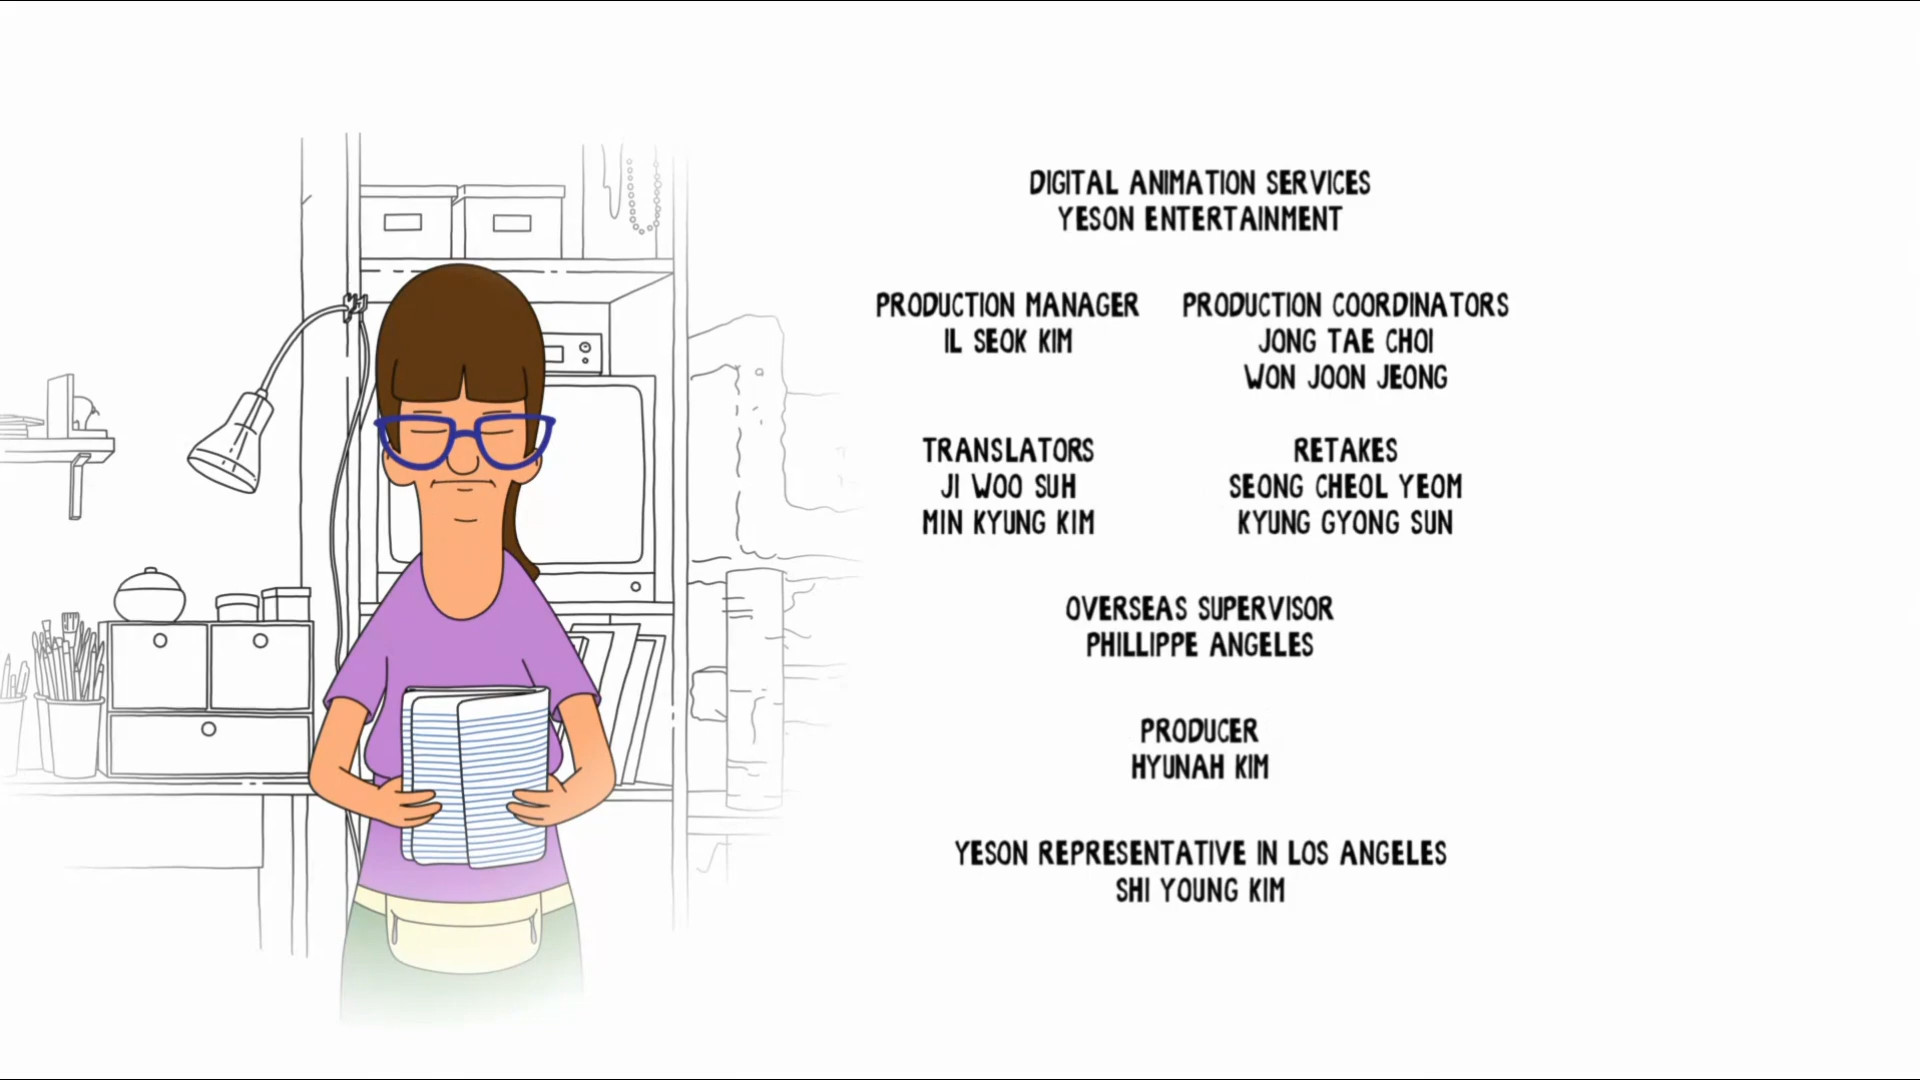 DIGITAL ANIMATION SERVICES
YESON ENTERTAINMENT
PRODUCTION MANAGER
IL SEOK KIM
PRODUCTION COORDINATORS
JONG TAE CHOI
WON JOON JEONG
TRANSLATORS
JI WOO SUH
MIN KYUNG KIM
RETAKES
SEONG CHEOL YEOM
KYUNG GYONG SUN
OVERSEAS SUPERVISOR
PHILLIPPE ANGELES
PRODUCER
HYUNAH KIM
YESON REPRESENTATIVE IN LOS ANGELES
SHI YOUNG KIM